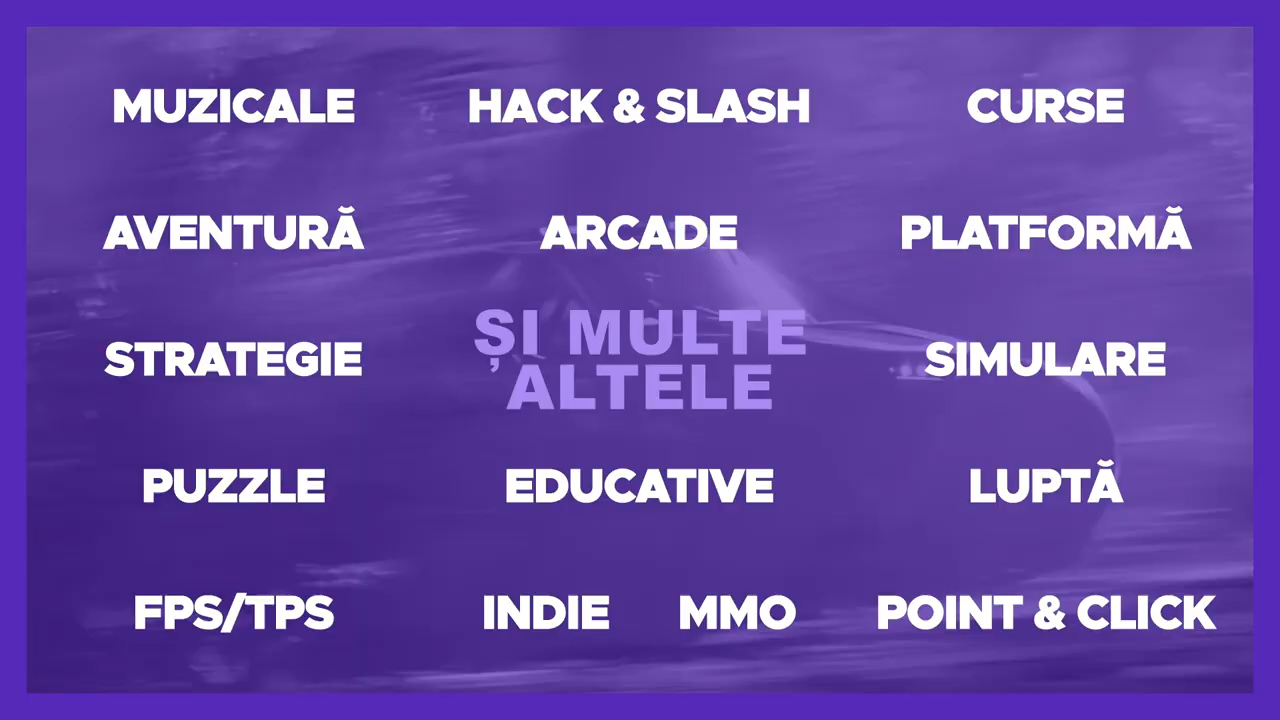 MUZICALE HACK & SLASH CURSE
AVENTURĂ ARCADE PLATFORMĂ
ȘI MULTE
STRATEGIE SIMULARE
ALTELE
PUZZLE EDUCATIVE LUPTĂ
FPS/TPS INDIE MMO POINT & CLICK